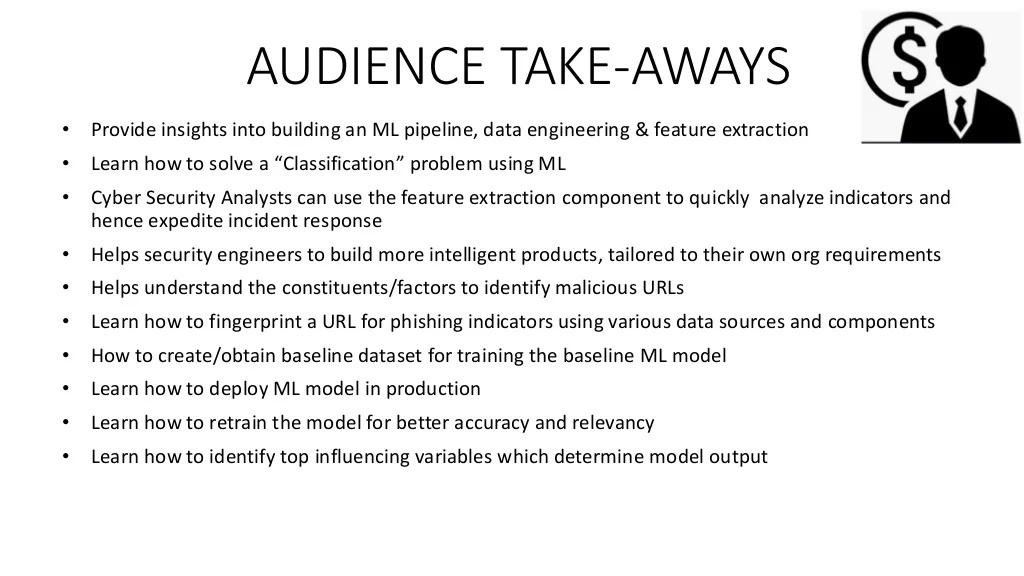 AUDIENCE TAKE-AWAYS
$
• Provide insights into building an ML pipeline, data engineering & feature extraction
• Learn how to solve a “Classification” problem using ML
• Cyber Security Analysts can use the feature extraction component to quickly  analyze indicators and
hence expedite incident response
• Helps security engineers to build more intelligent products, tailored to their own org requirements
• Helps understand the constituents/factors to identify malicious URLs
• Learn how to fingerprint a URL for phishing indicators using various data sources and components
• How to create/obtain baseline dataset for training the baseline ML model
• Learn how to deploy ML model in production
• Learn how to retrain the model for better accuracy and relevancy
• Learn how to identify top influencing variables which determine model output